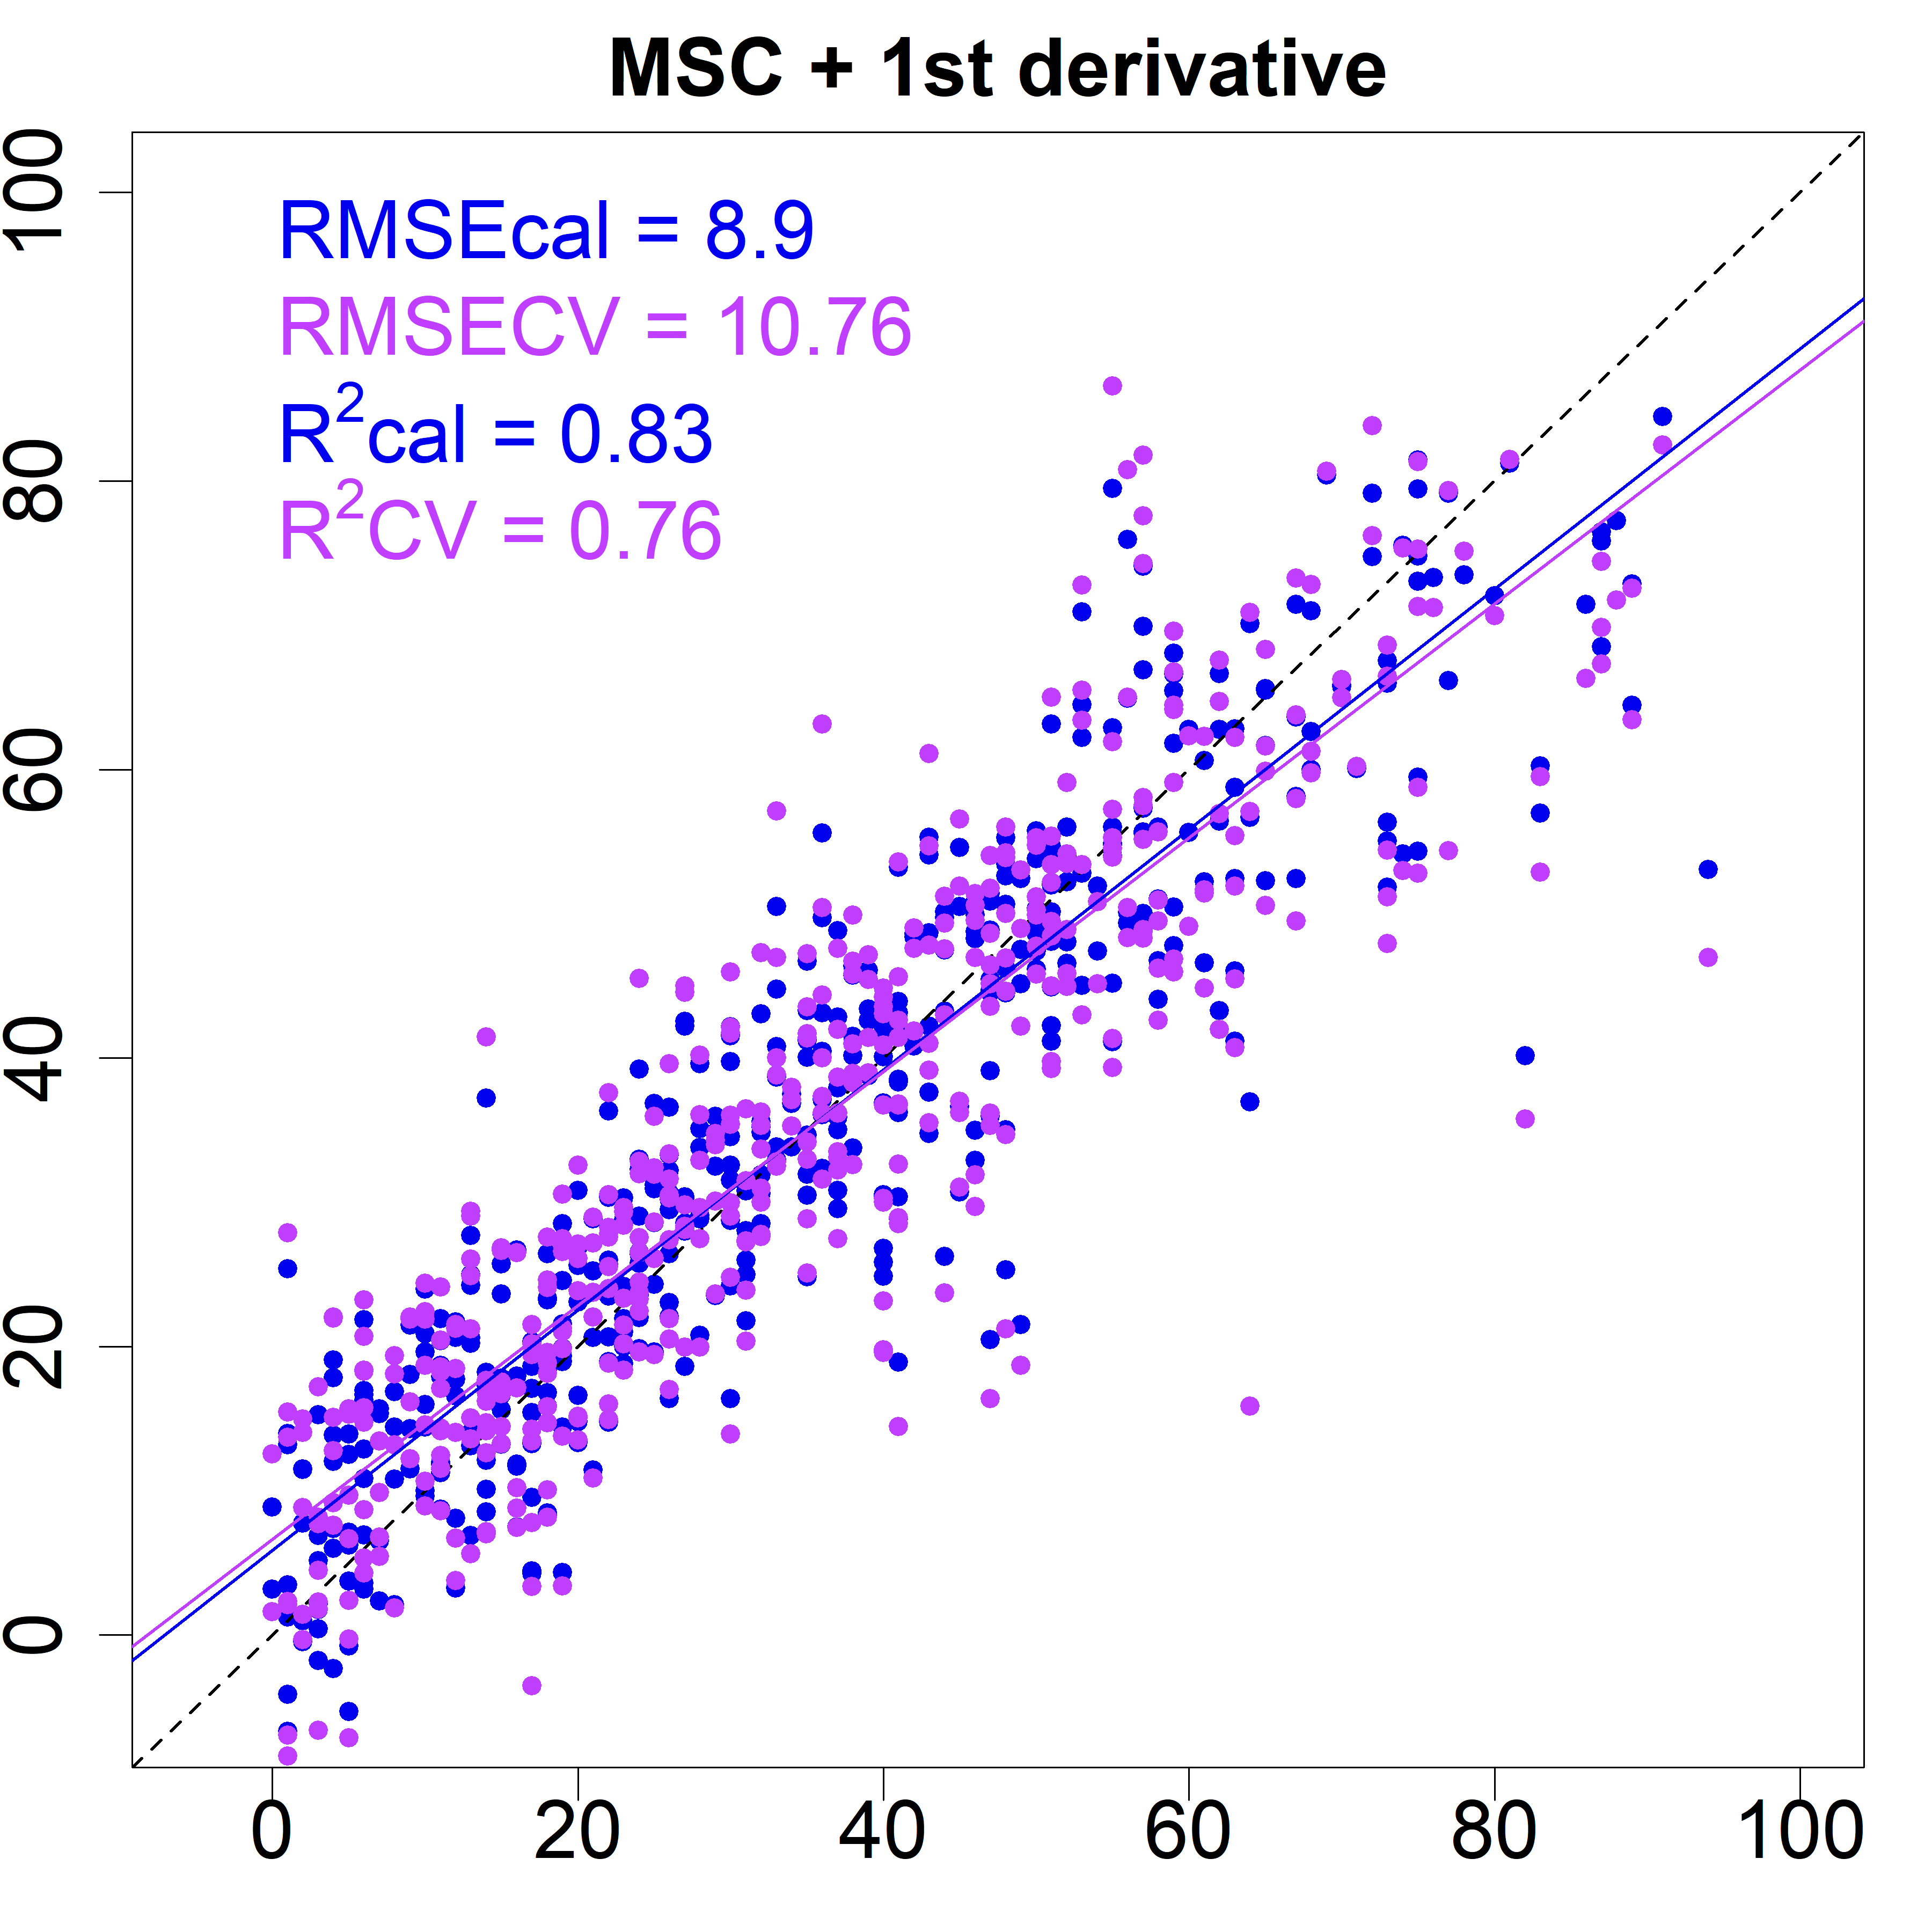 MSC + 1st derivative
100
80
60
40
20
0
RMSEcal = 8.9
RMSECV = 10.76
R²cal = 0.83
R²CV = 0.76
0 20 40 60 80 100